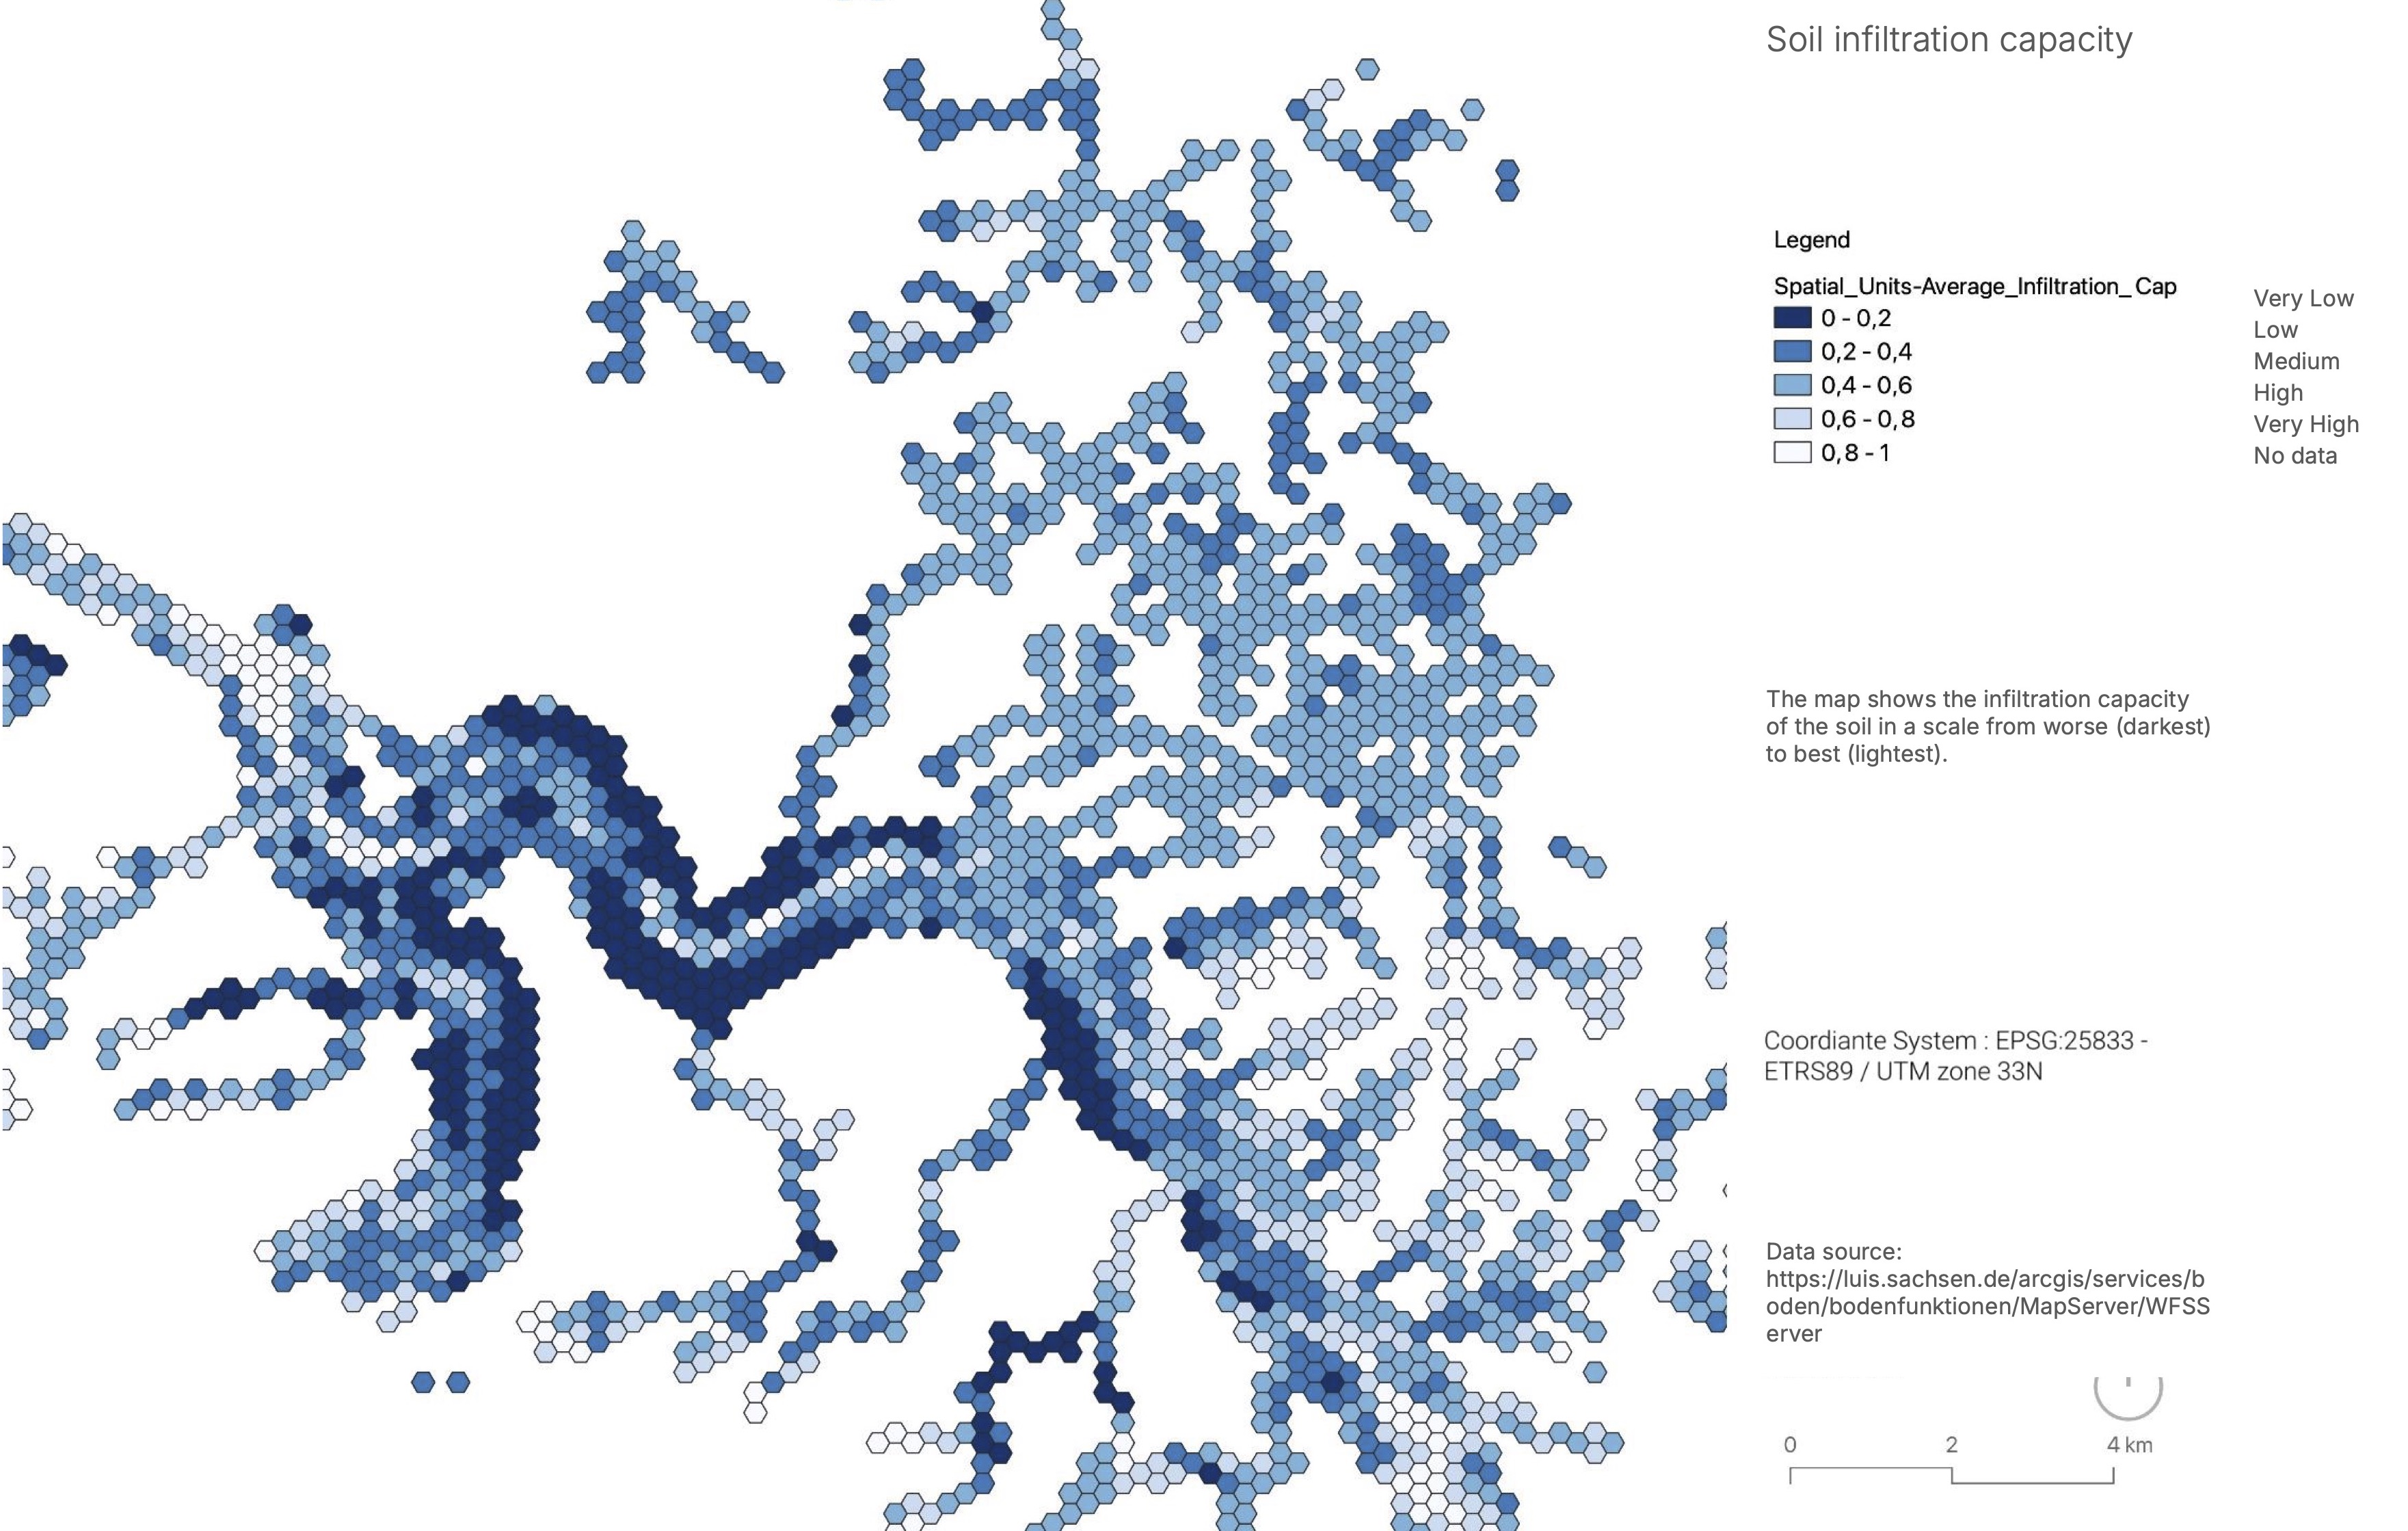 Soil infiltration capacity
Legend
Spatial_Units-Average_Infiltration_Cap
0 - 0,2
0,2 - 0,4
0,4 - 0,6
0,6 - 0,8
0,8 - 1
Very Low
Low
Medium
High
Very High
No data
The map shows the infiltration capacity
of the soil in a scale from worse (darkest)
to best (lightest).
Coordiante System : EPSG:25833 -
ETRS89 / UTM zone 33N
Data source:
https://luis.sachsen.de/arcgis/services/b
oden/bodenfunktionen/MapServer/WFSS
erver
0 2 4 km